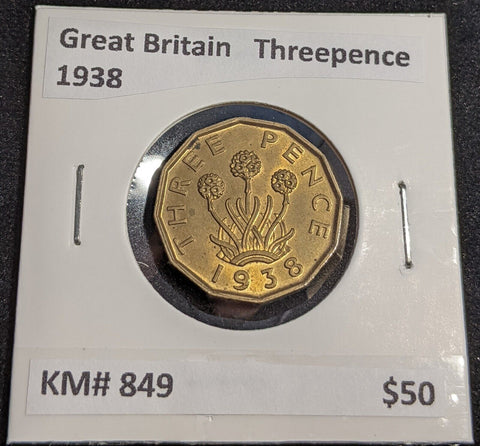 Great Britain Threepence
1938
THREE PENCE
1938
KM# 849 $50